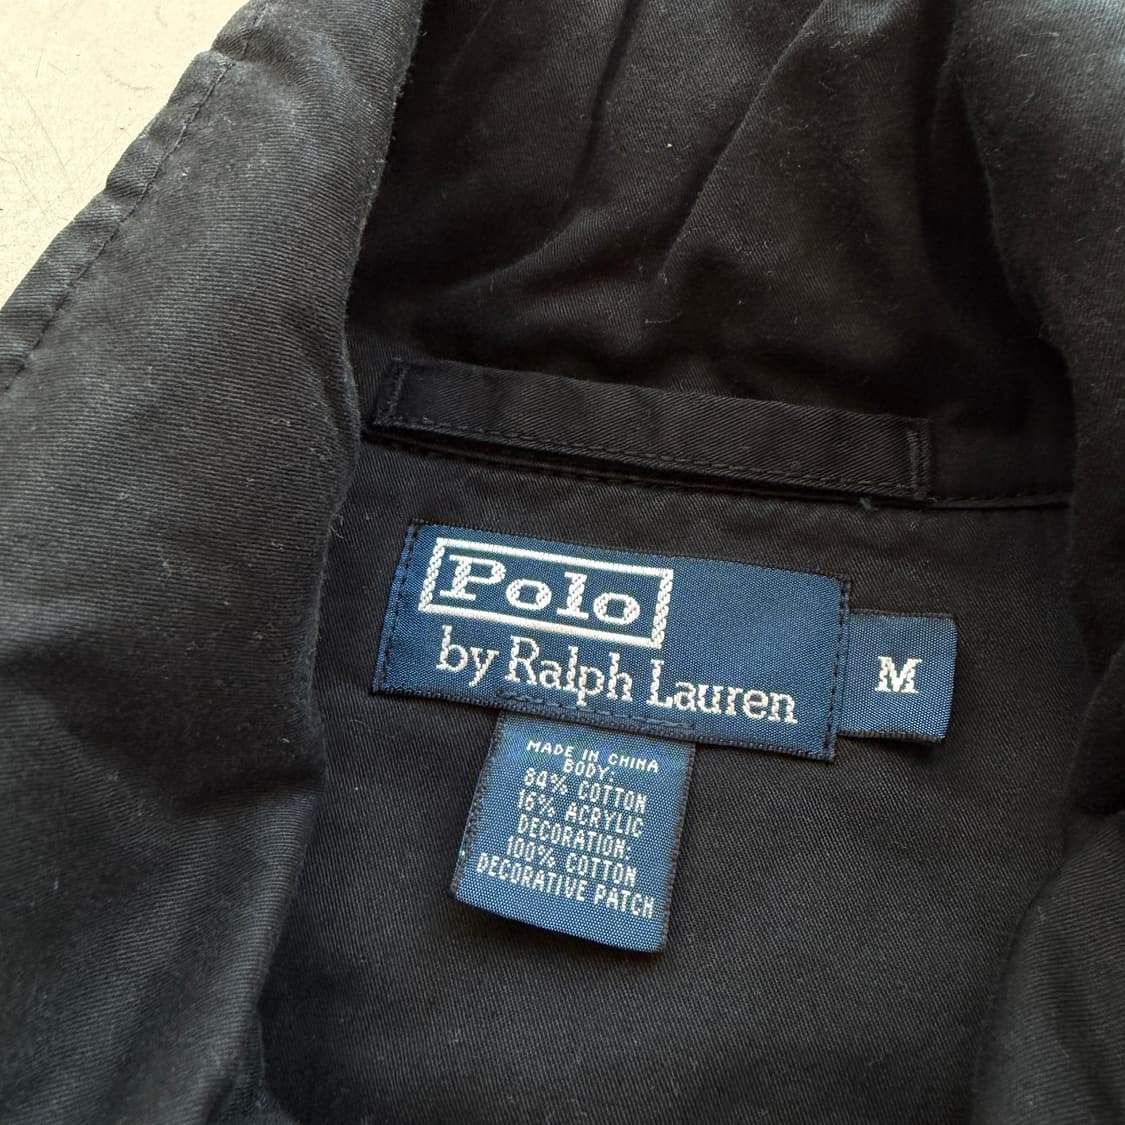 Polo
by Ralph Lauren
M
MADE IN CHINA
BODY:
84% COTTON
16% ACRYLIC
DECORATION:
100% COTTON
DECORATIVE PATCH